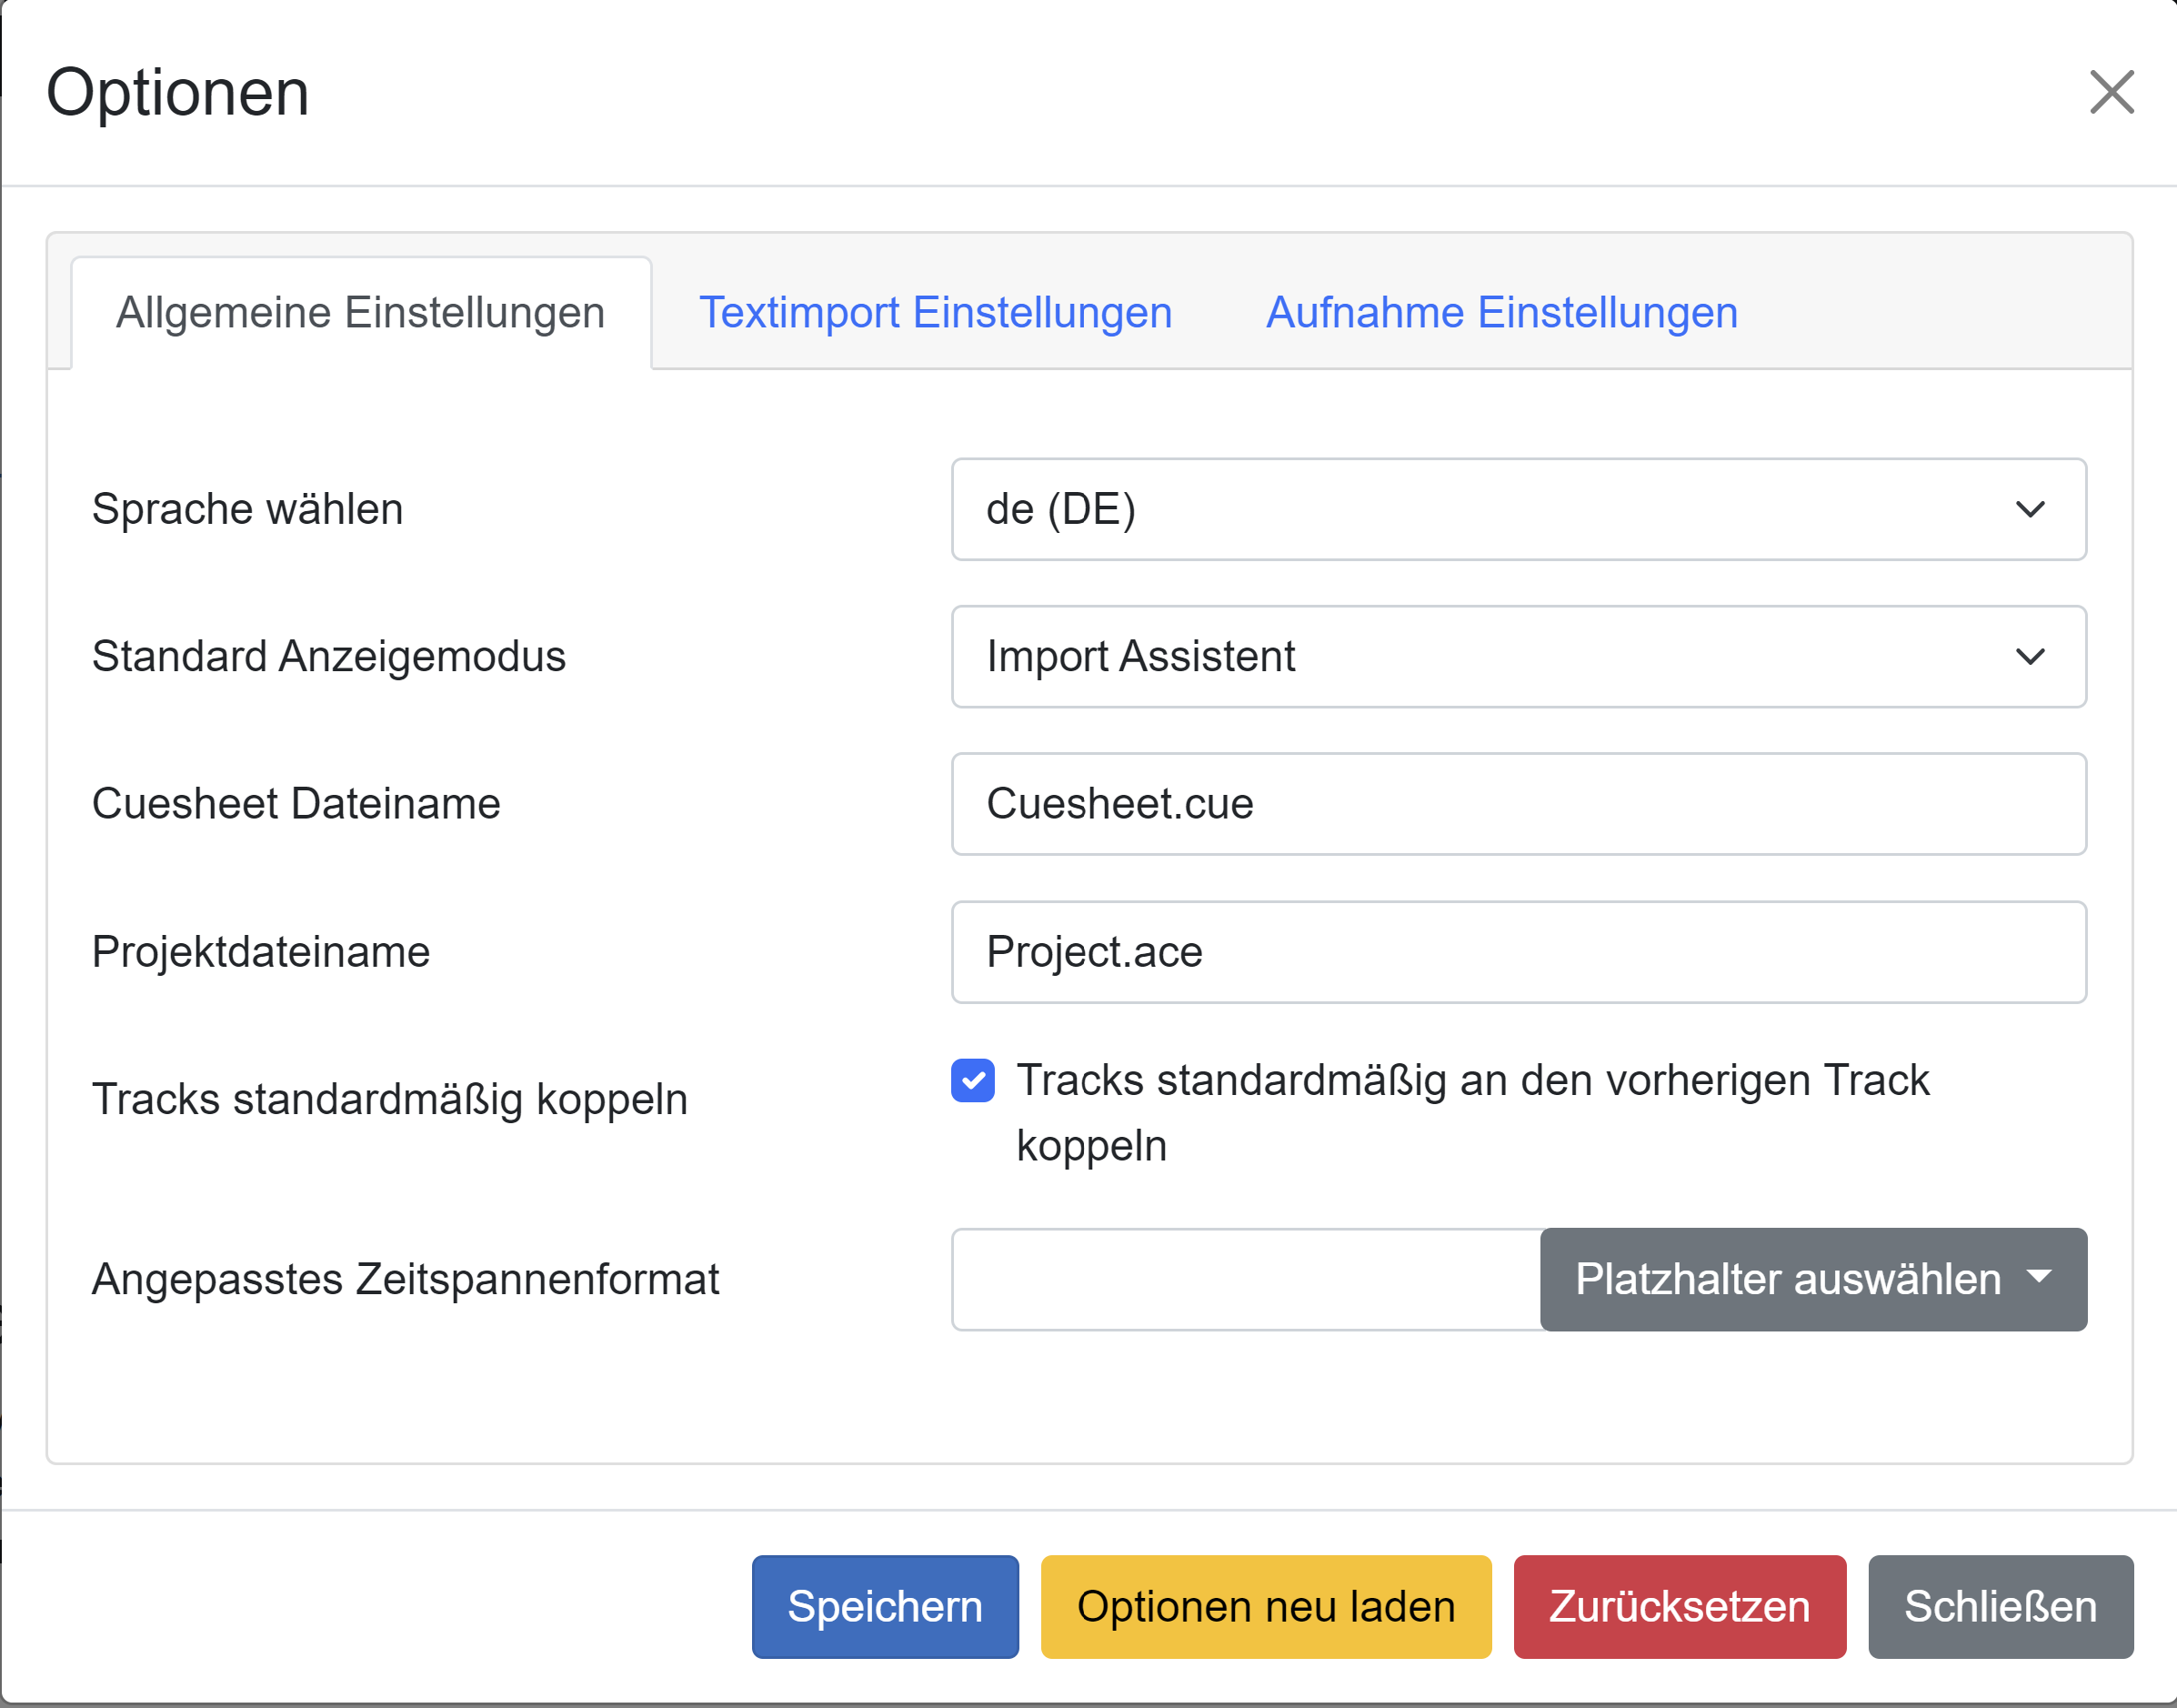 Optionen
Allgemeine Einstellungen Textimport Einstellungen Aufnahme Einstellungen
Sprache wählen de (DE)
Standard Anzeigemodus Import Assistent
Cuesheet Dateiname Cuesheet.cue
Projektdateiname Project.ace
Tracks standardmäßig koppeln Tracks standardmäßig an den vorherigen Track
koppeln
Angepasstes Zeitspannenformat Platzhalter auswählen
Speichern Optionen neu laden Zurücksetzen Schließen